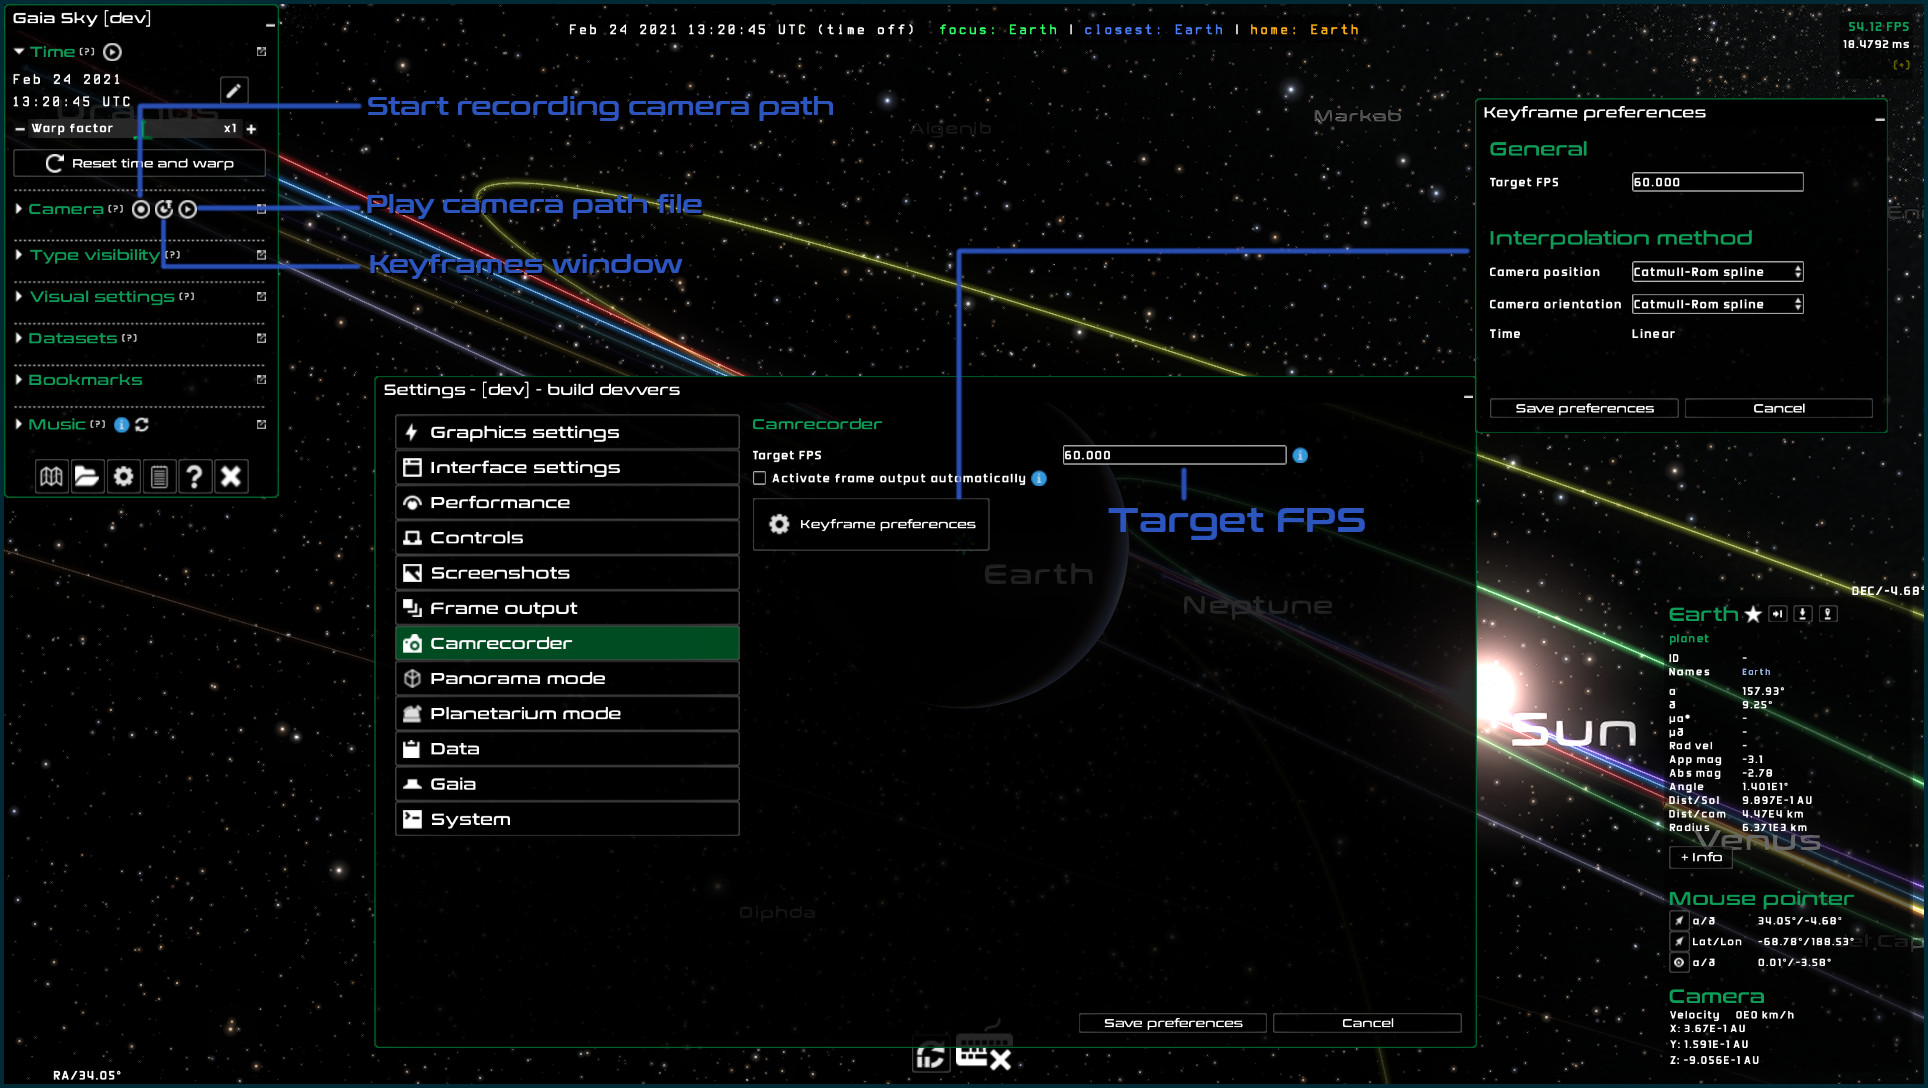 Gaia Sky [dev]
Time [?]
Feb 24 2021
13:20:45 UTC
Uranus
Warp factor x1
Reset time and warp
Camera [?]
Type visibility [?]
Visual settings [?]
Datasets [?]
Bookmarks
Music [?]
Feb 24 2021 13:20:45 UTC (time off) focus: Earth | closest: Earth | home: Earth
54.12 FPS
18.4792 ms
[+]
Start recording camera path
Play camera path file
Keyframes window
Algenib
Markab
Keyframe preferences
General
Target FPS 60.000
Interpolation method
Camera position Catmull-Rom spline
Camera orientation Catmull-Rom spline
Time Linear
Save preferences Cancel
Settings - [dev] - build devvers
Graphics settings
Interface settings
Performance
Controls
Screenshots
Frame output
Camrecorder
Panorama mode
Planetarium mode
Data
Gaia
System
Camrecorder
Target FPS 60.000
Activate frame output automatically
Keyframe preferences
Target FPS
Earth
Neptune
Diphda
Save preferences Cancel
Sun
Venus
DEC/-4.68°
Earth
planet
ID -
Names Earth
α 157.93°
δ 9.25°
μα* -
μδ -
Rad vel -
App mag -3.1
Abs mag -2.78
Angle 1.401E1°
Dist/Sol 9.897E-1 AU
Dist/cam 4.47E4 km
Radius 6.371E3 km
+ Info
Mouse pointer
α/δ 34.05°/-4.68°
Lat/Lon -68.78°/188.53°
α/δ 0.01°/-3.58°
Camera
Velocity 0E0 km/h
X: 3.67E-1 AU
Y: 1.591E-1 AU
Z: -9.056E-1 AU
RA/34.05°